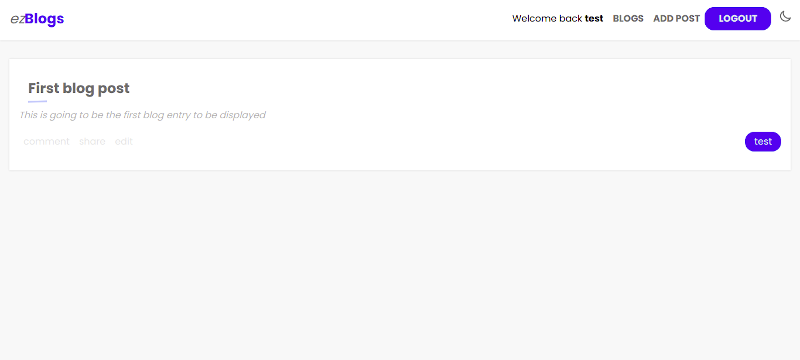 ezBlogs
Welcome back test BLOGS ADD POST LOGOUT
First blog post
This is going to be the first blog entry to be displayed
comment share edit
test